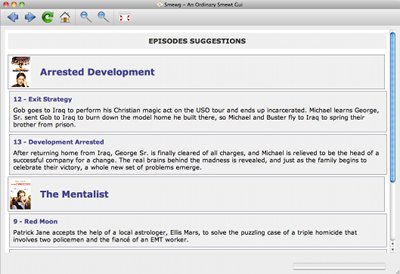 Smewg - An Ordinary Smewt Gui
EPISODES SUGGESTIONS
Arrested Development
12 - Exit Strategy
Gob goes to Iraq to perform his Christian magic act on the USO tour and ends up incarcerated. Michael learns George,
Sr. sent Gob to Iraq to burn down the model home he built there, so Michael and Buster fly to Iraq to spring their
brother from prison.
13 - Development Arrested
After returning home from Iraq, George Sr. is finally cleared of all charges, and Michael is relieved to be the head of a
successful company for a change. The real brains behind the madness is revealed, and just as the family begins to
celebrate their victory, a whole new set of problems emerge.
The Mentalist
9 - Red Moon
Patrick Jane accepts the help of a local astrologer, Ellis Mars, to solve the puzzling case of a triple homicide that
involves two policemen and the fiancé of an EMT worker.